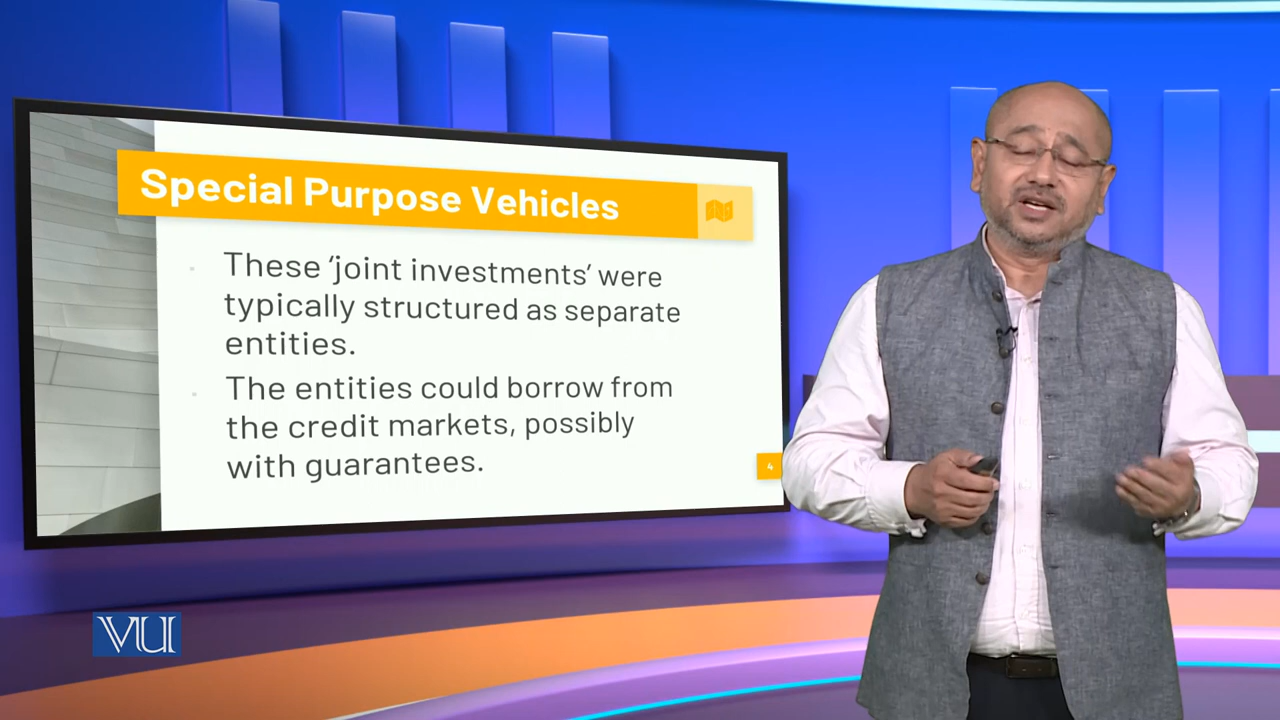 Special Purpose Vehicles
These ‘joint investments’ were
typically structured as separate
entities.
The entities could borrow from
the credit markets, possibly
with guarantees.
4
VU